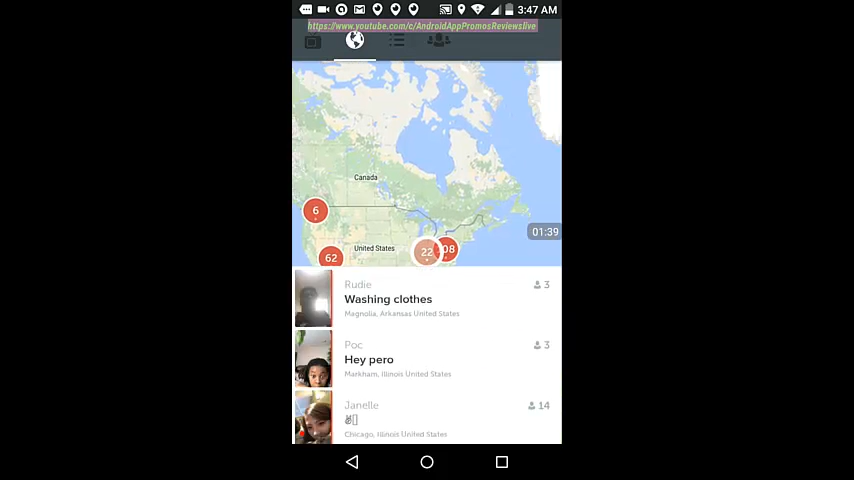 3:47 AM
https://www.youtube.com/c/AndroidAppPromosReviewslive
Canada
6
01:39
United States
22
08
62
Rudie
3
Washing clothes
Magnolia, Arkansas United States
Poc
3
Hey pero
Markham, Illinois United States
Janelle
14
✌
Chicago, Illinois United States